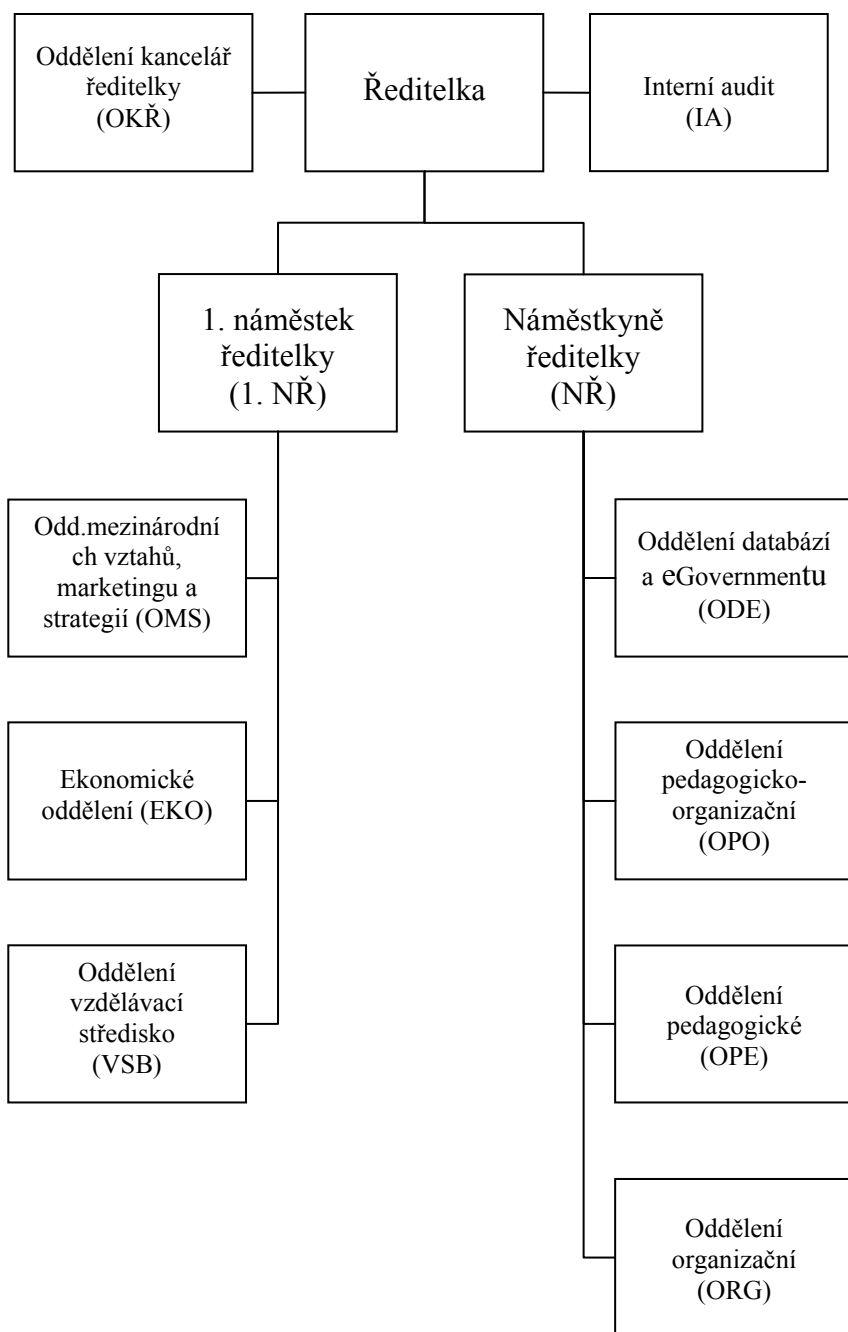 Oddělení kancelář
ředitelky
(OKŘ)
Ředitelka
Interní audit
(IA)
1. náměstek
ředitelky
(1. NŘ)
Náměstkyně
ředitelky
(NŘ)
Odd.mezinárodní
ch vztahů,
marketingu a
strategií (OMS)
Oddělení databází
a eGovernmentu
(ODE)
Ekonomické
oddělení (EKO)
Oddělení
pedagogicko-
organizační
(OPO)
Oddělení
vzdělávací
středisko
(VSB)
Oddělení
pedagogické
(OPE)
Oddělení
organizační
(ORG)